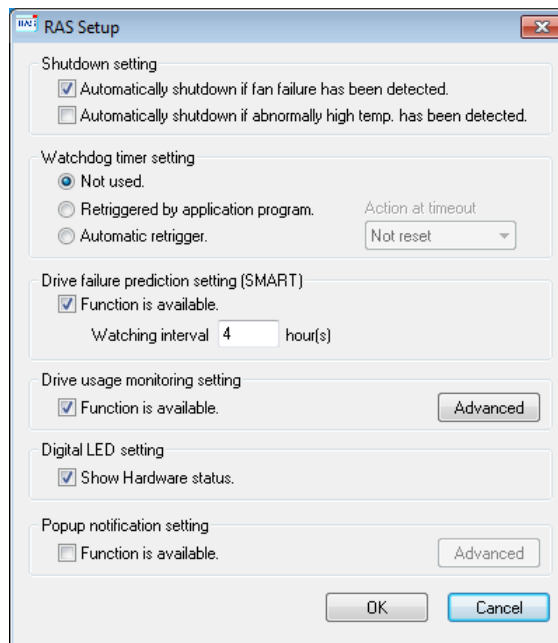 RAS RAS Setup
Shutdown setting
Automatically shutdown if fan failure has been detected.
Automatically shutdown if abnormally high temp. has been detected.
Watchdog timer setting
Not used.
Retriggered by application program. Action at timeout
Automatic retrigger. Not reset
Drive failure prediction setting (SMART)
Function is available.
Watching interval 4 hour(s)
Drive usage monitoring setting
Function is available. Advanced
Digital LED setting
Show Hardware status.
Popup notification setting
Function is available. Advanced
OK Cancel